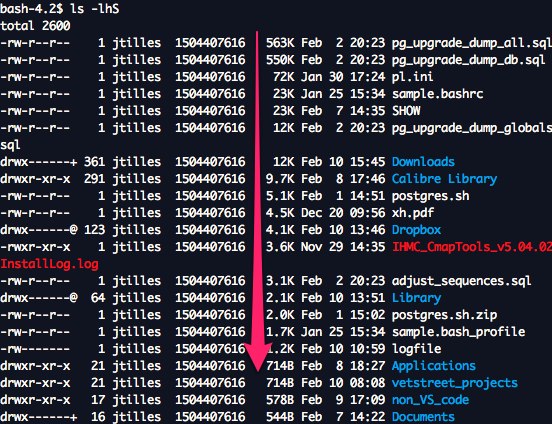 bash-4.2$ ls -lhS
total 2600
-rw-r--r-- 1 jtilles 1504407616 563K Feb 2 20:23 pg_upgrade_dump_all.sql
-rw-r--r-- 1 jtilles 1504407616 550K Feb 2 20:23 pg_upgrade_dump_db.sql
-rw-r--r-- 1 jtilles 1504407616 72K Jan 30 17:24 pl.ini
-rw-r--r-- 1 jtilles 1504407616 23K Jan 25 15:34 sample.bashrc
-rw-r--r-- 1 jtilles 1504407616 23K Feb 7 14:35 SHOW
-rw-r--r-- 1 jtilles 1504407616 12K Feb 2 20:23 pg_upgrade_dump_globals
sql
drwx------+ 361 jtilles 1504407616 12K Feb 10 15:45 Downloads
drwxr-xr-x 291 jtilles 1504407616 9.7K Feb 8 17:46 Calibre Library
-rw-r--r-- 1 jtilles 1504407616 5.1K Feb 1 14:51 postgres.sh
-rw-r--r-- 1 jtilles 1504407616 4.5K Dec 20 09:56 xh.pdf
drwx------@ 123 jtilles 1504407616 4.1K Feb 10 13:46 Dropbox
-rwxr-xr-x 1 jtilles 1504407616 3.6K Nov 29 14:35 IHMC_CmapTools_v5.04.02
InstallLog.log
-rw-r--r-- 1 jtilles 1504407616 3.1K Feb 2 20:23 adjust_sequences.sql
drwx------@ 64 jtilles 1504407616 2.1K Feb 10 13:51 Library
-rw-r--r-- 1 jtilles 1504407616 2.0K Feb 1 15:02 postgres.sh.zip
-rw-r--r-- 1 jtilles 1504407616 1.7K Jan 25 15:34 sample.bash_profile
-rw------- 1 jtilles 1504407616 1.2K Feb 10 10:59 logfile
drwxr-xr-x 21 jtilles 1504407616 714B Feb 8 18:27 Applications
drwxr-xr-x 21 jtilles 1504407616 714B Feb 10 08:08 vetstreet_projects
drwxr-xr-x 17 jtilles 1504407616 578B Feb 9 17:09 non_VS_code
drwx------+ 16 jtilles 1504407616 544B Feb 7 14:22 Documents